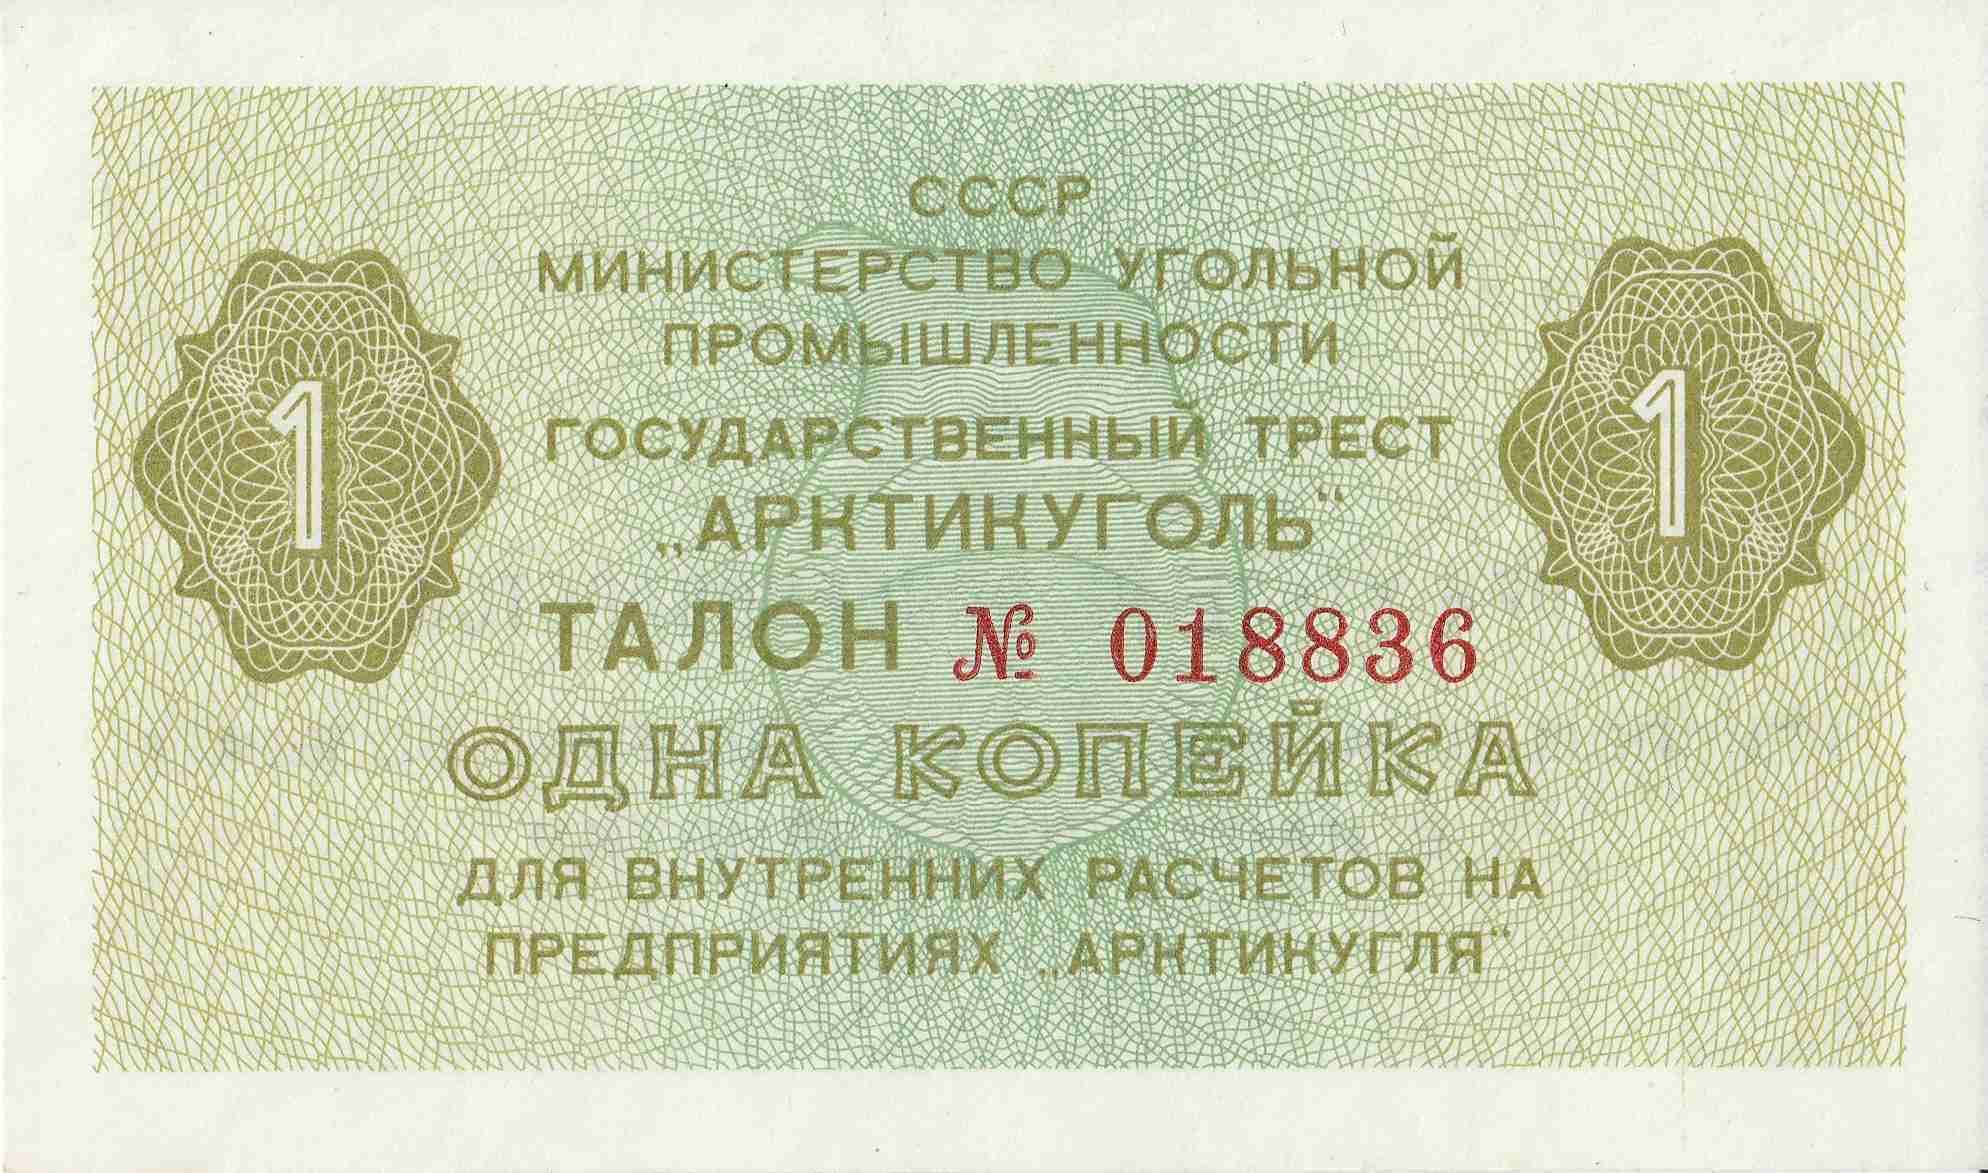 СССР
МИНИСТЕРСТВО УГОЛЬНОЙ
ПРОМЫШЛЕННОСТИ
ГОСУДАРСТВЕННЫЙ ТРЕСТ
„АРКТИКУГОЛЬ“
1 1
ТАЛОН № 018836
ОДНА КОПЕЙКА
ДЛЯ ВНУТРЕННИХ РАСЧЕТОВ НА
ПРЕДПРИЯТИЯХ „АРКТИКУГЛЯ“